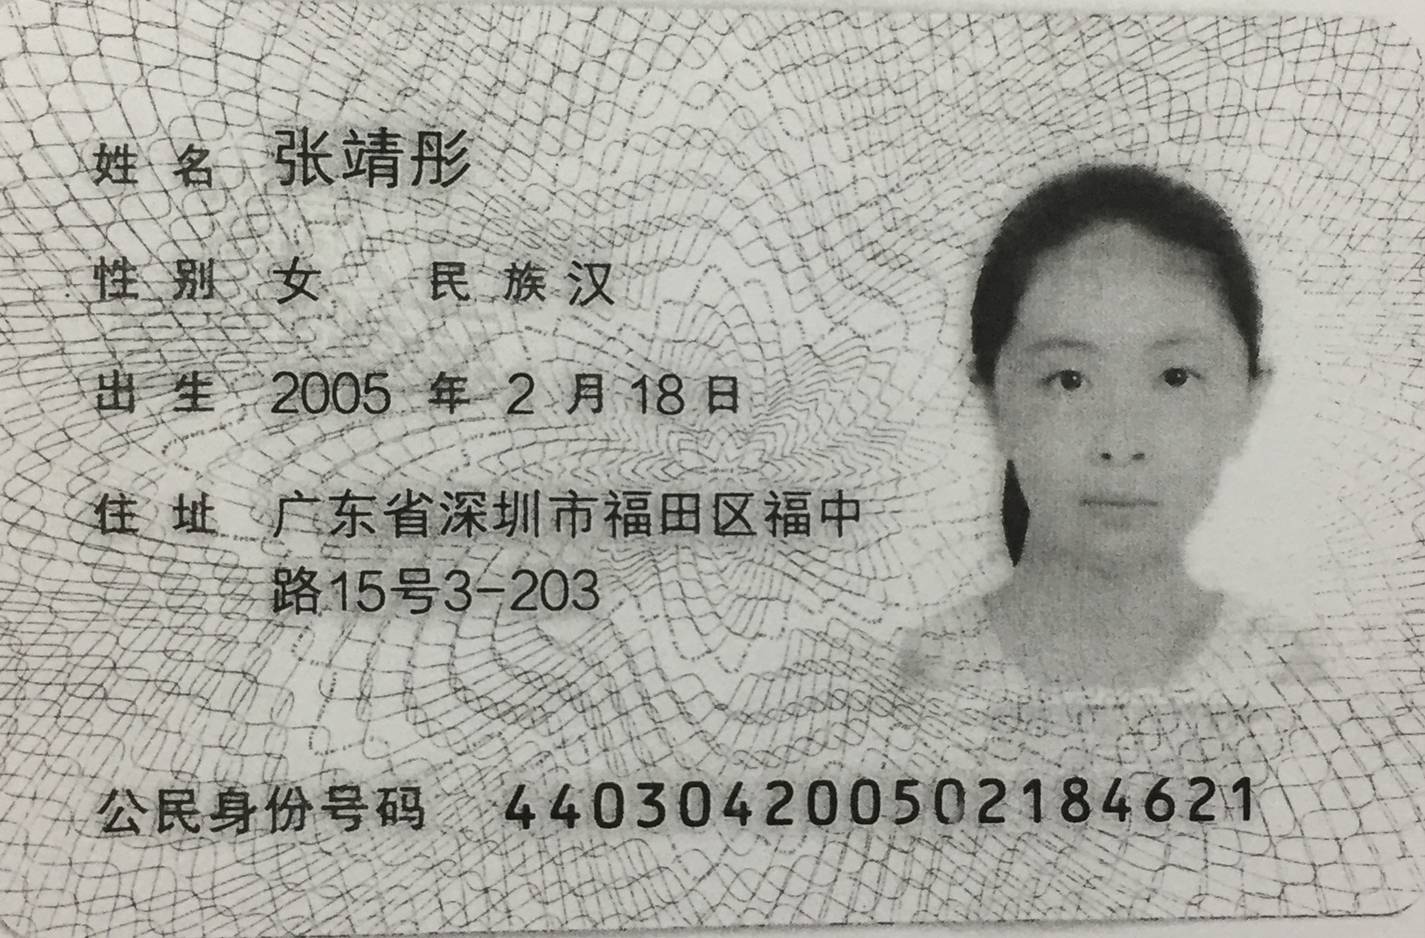 姓名 张靖彤
性别 女 民族 汉
出生 2005 年 2 月 18 日
住址 广东省深圳市福田区福中
路15号3-203
公民身份号码 440304200502184621